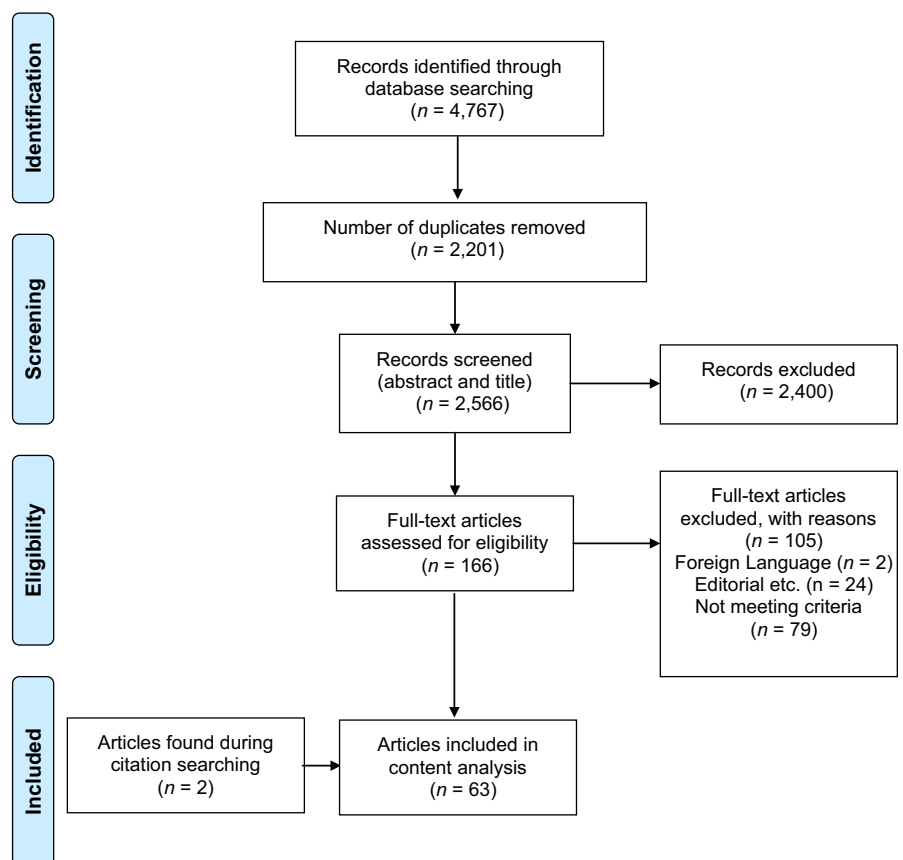 Identification
Records identified through
database searching
(n = 4,767)
Number of duplicates removed
(n = 2,201)
Screening
Records screened
(abstract and title)
(n = 2,566)
Records excluded
(n = 2,400)
Eligibility
Full-text articles
assessed for eligibility
(n = 166)
Full-text articles
excluded, with reasons
(n = 105)
Foreign Language (n = 2)
Editorial etc. (n = 24)
Not meeting criteria
(n = 79)
Included
Articles found during
citation searching
(n = 2)
Articles included in
content analysis
(n = 63)